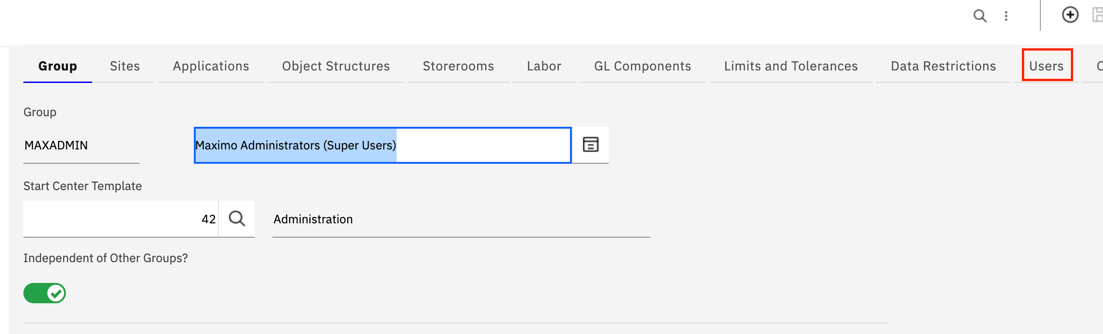 Group Sites Applications Object Structures Storerooms Labor GL Components Limits and Tolerances Data Restrictions Users
Group
MAXADMIN Maximo Administrators (Super Users)
Start Center Template
42 Administration
Independent of Other Groups?